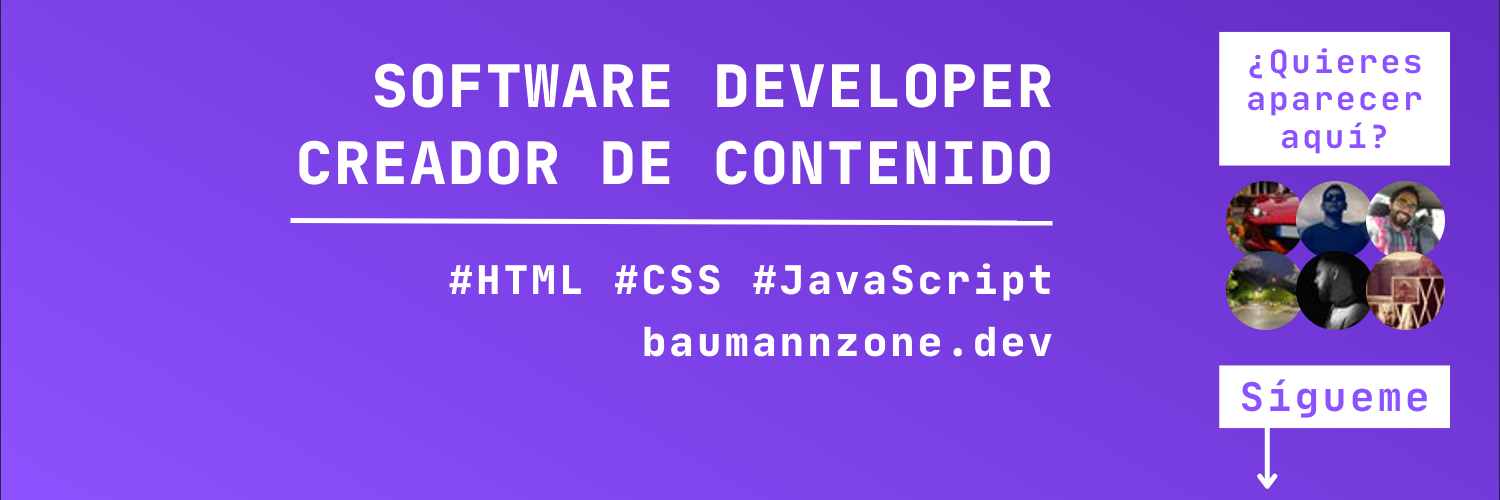 SOFTWARE DEVELOPER
CREADOR DE CONTENIDO
#HTML #CSS #JavaScript
baumannzone.dev
¿Quieres
aparecer
aquí?
Sígueme